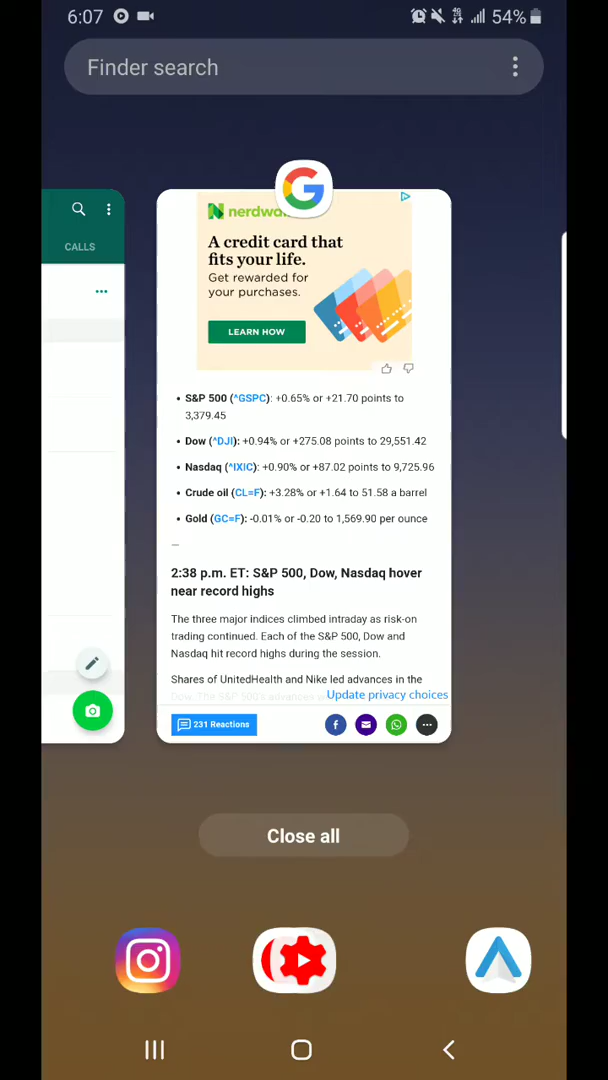 6:07
54%
Finder search
CALLS
nerdwa
A credit card that
fits your life.
Get rewarded for
your purchases.
LEARN HOW
• S&P 500 (^GSPC): +0.65% or +21.70 points to
3,379.45
• Dow (^DJI): +0.94% or +275.08 points to 29,551.42
• Nasdaq (^IXIC): +0.90% or +87.02 points to 9,725.96
• Crude oil (CL=F): +3.28% or +1.64 to 51.58 a barrel
• Gold (GC=F): -0.01% or -0.20 to 1,569.90 per ounce
—
2:38 p.m. ET: S&P 500, Dow, Nasdaq hover
near record highs
The three major indices climbed intraday as risk-on
trading continued. Each of the S&P 500, Dow and
Nasdaq hit record highs during the session.
Shares of UnitedHealth and Nike led advances in the
Dow. The S&P 500's advances
Update privacy choices
231 Reactions
Close all